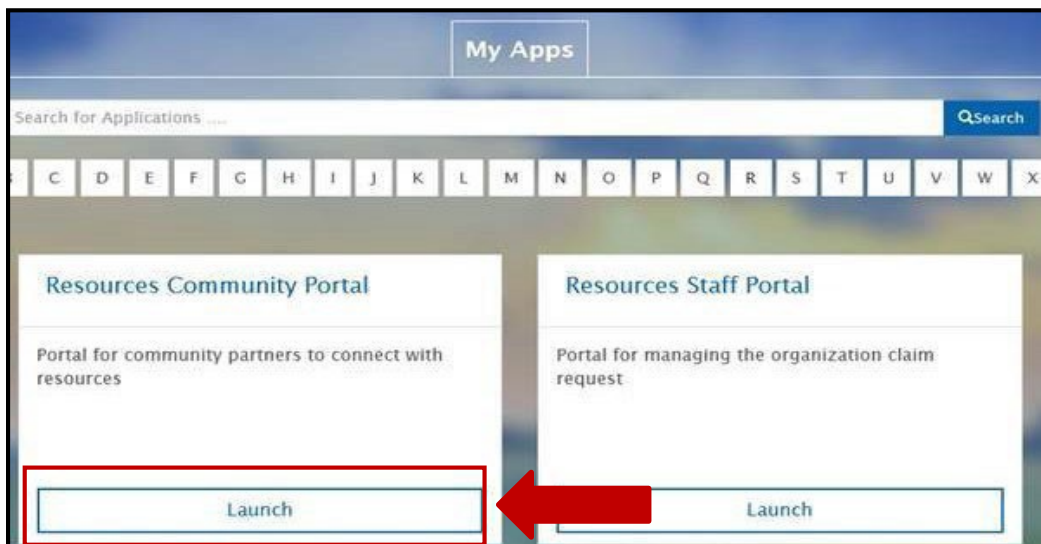 My Apps
Search for Applications ....
Search
C D E F G H I J K L M N O P Q R S T U V W X
Resources Community Portal
Portal for community partners to connect with
resources
Launch
Resources Staff Portal
Portal for managing the organization claim
request
Launch